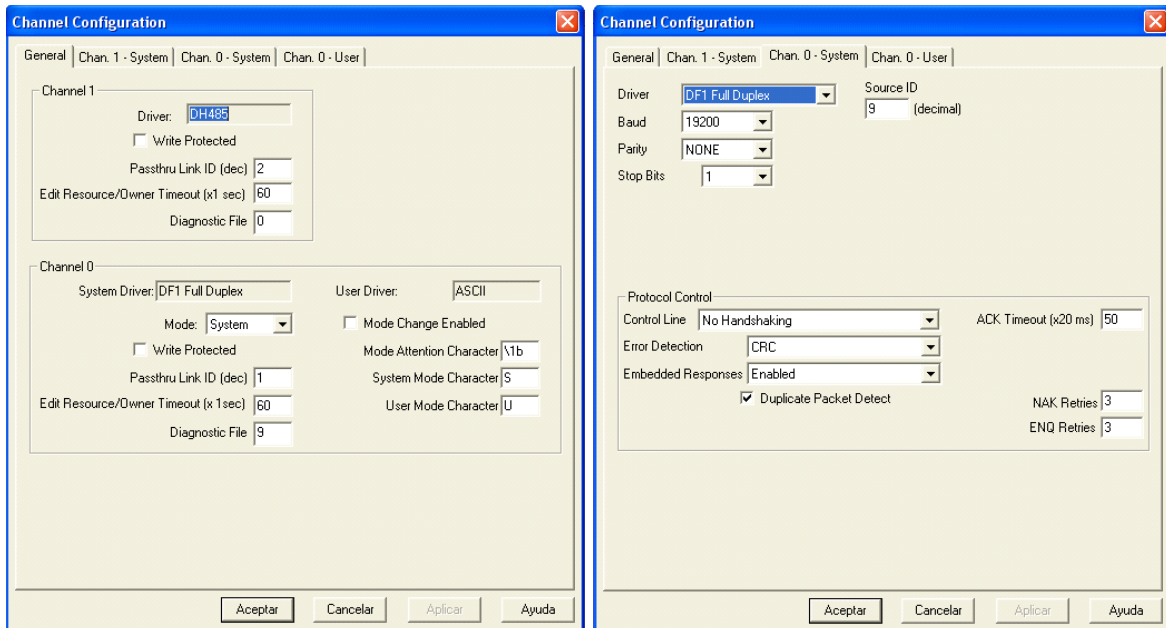 Channel Configuration
General Chan. 1 - System Chan. 0 - System Chan. 0 - User
Channel 1
Driver: DH485
Write Protected
Passthru Link ID (dec) 2
Edit Resource/Owner Timeout (x1 sec) 60
Diagnostic File 0
Channel 0
System Driver: DF1 Full Duplex User Driver: ASCII
Mode: System Mode Change Enabled
Write Protected Mode Attention Character \1b
Passthru Link ID (dec) 1 System Mode Character S
Edit Resource/Owner Timeout (x 1sec) 60 User Mode Character U
Diagnostic File 9
Aceptar Cancelar Aplicar Ayuda
Channel Configuration
General Chan. 1 - System Chan. 0 - System Chan. 0 - User
Driver DF1 Full Duplex Source ID
Baud 19200 9 (decimal)
Parity NONE
Stop Bits 1
Protocol Control
Control Line No Handshaking ACK Timeout (x20 ms) 50
Error Detection CRC
Embedded Responses Enabled
Duplicate Packet Detect NAK Retries 3
ENQ Retries 3
Aceptar Cancelar Aplicar Ayuda